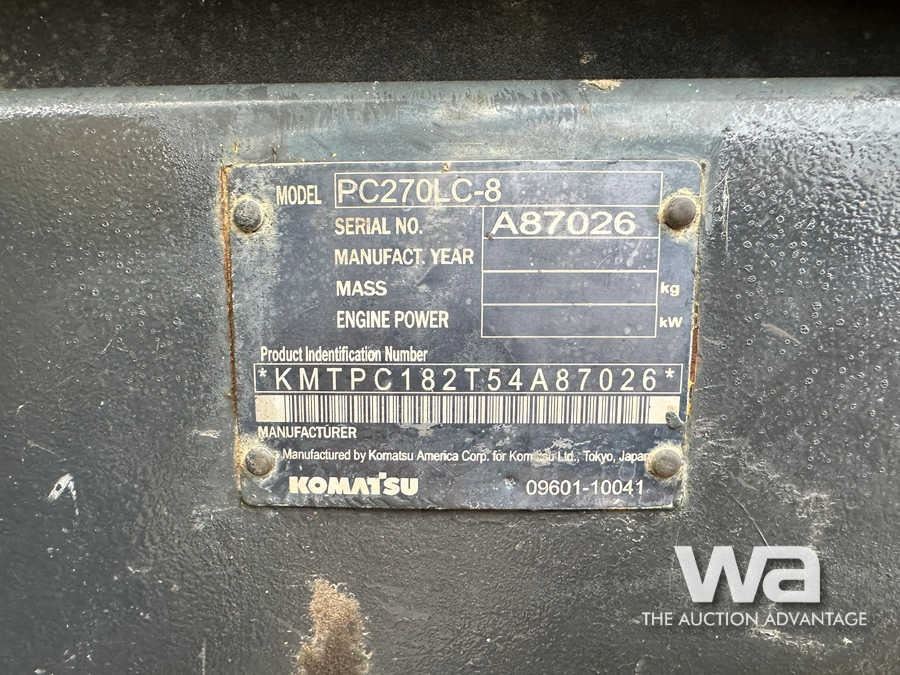 MODEL PC270LC-8
SERIAL NO. A87026
MANUFACT. YEAR
MASS kg
ENGINE POWER kW
Product Indentification Number
*KMTPC182T54A87026*
MANUFACTURER
Manufactured by Komatsu America Corp. for Komatsu Ltd., Tokyo, Japan
KOMATSU 09601-10041
wa
THE AUCTION ADVANTAGE